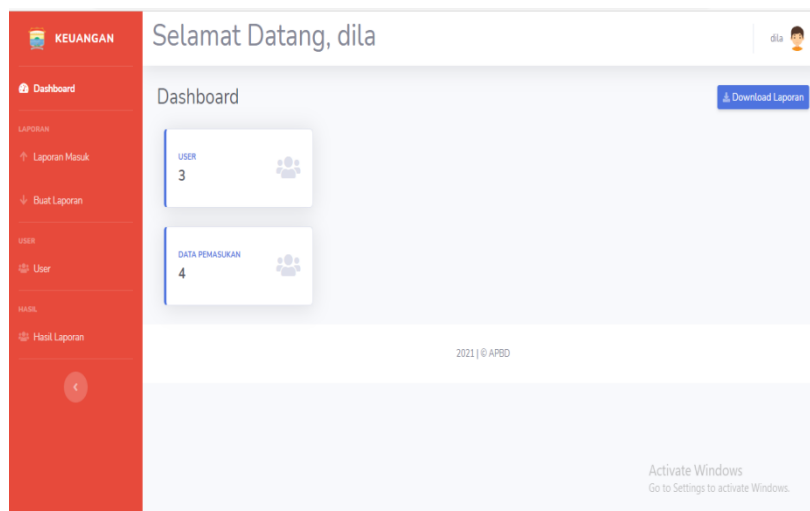 KEUANGAN
Selamat Datang, dila
dila
Dashboard
Dashboard
Download Laporan
LAPORAN
Laporan Masuk
Buat Laporan
USER
User
HASIL
Hasil Laporan
USER
3
DATA PEMASUKAN
4
2021 | © APBD
Activate Windows
Go to Settings to activate Windows.